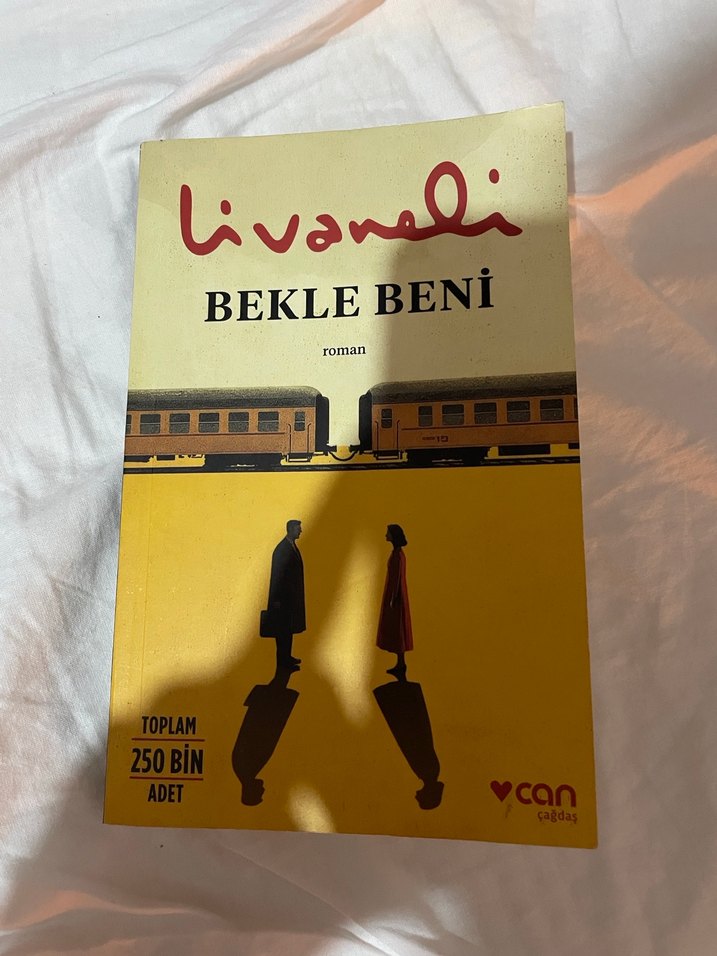 Livaneli
BEKLE BENİ
roman
TOPLAM
250 BİN
ADET
can
çağdaş